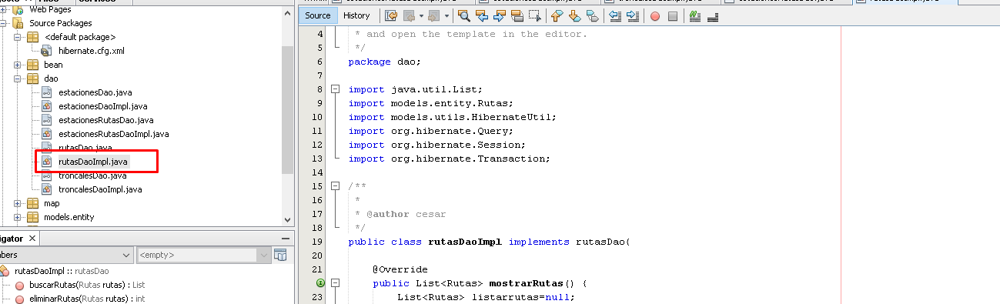 Services
Web Pages
Source Packages
<default package>
hibernate.cfg.xml
bean
dao
estacionesDao.java
estacionesDaoImpl.java
estacionesRutasDao.java
estacionesRutasDaoImpl.java
rutasDao.java
rutasDaoImpl.java
troncalesDao.java
troncalesDaoImpl.java
map
models.entity
igator
bers
<empty>
rutasDaoImpl :: rutasDao
buscarRutas(Rutas rutas) : List
eliminarRutas(Rutas rutas) : int
Source
History
4 * and open the template in the editor.
5 */
6 package dao;
7
8 import java.util.List;
9 import models.entity.Rutas;
10 import models.utils.HibernateUtil;
11 import org.hibernate.Query;
12 import org.hibernate.Session;
13 import org.hibernate.Transaction;
14
15 /**
16 *
17 * @author cesar
18 */
19 public class rutasDaoImpl implements rutasDao{
20
21 @Override
public List<Rutas> mostrarRutas() {
23 List<Rutas> listarrutas=null;